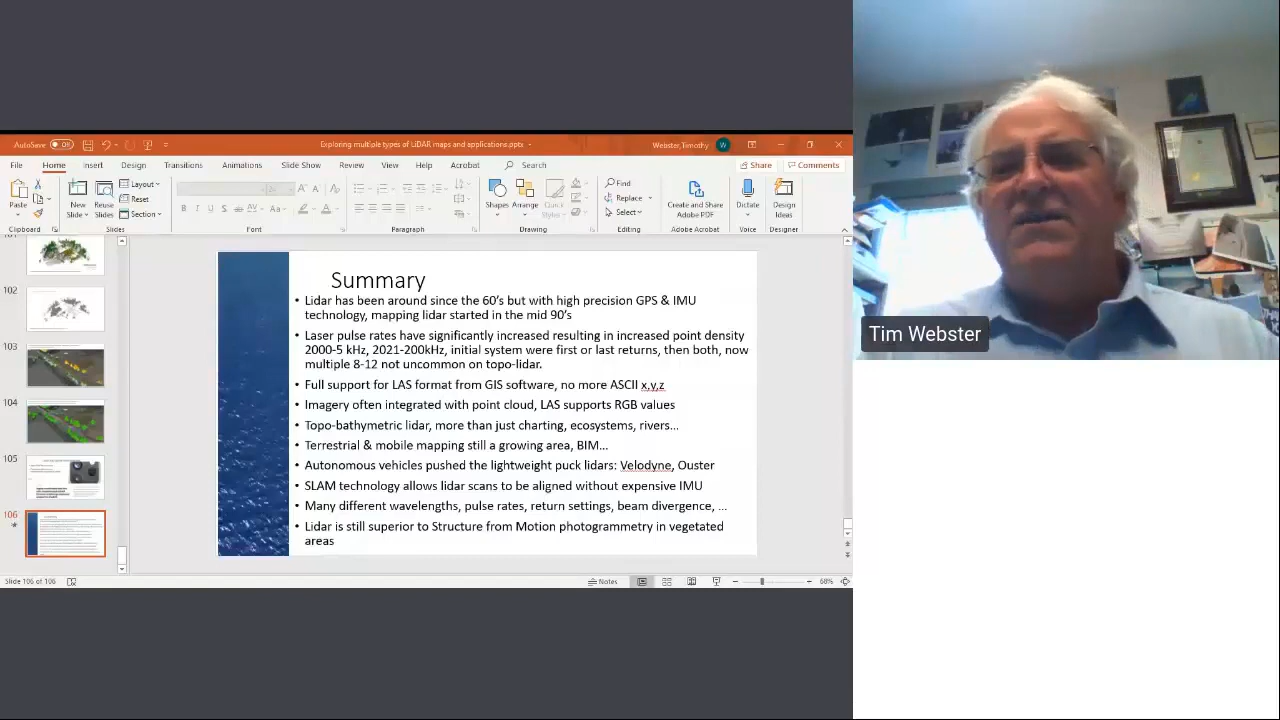 AutoSave Off
Exploring multiple types of LiDAR maps and applications.pptx
Webster,Timothy W
File Home Insert Design Transitions Animations Slide Show Review View Help Acrobat Search Share Comments
Paste
New
Slide
Reuse
Slides
Layout
Reset
Section
Shapes
Arrange
Quick
Styles
Find
Replace
Select
Create and Share
Adobe PDF
Dictate
Design
Ideas
Clipboard Slides Font Paragraph Drawing Editing Adobe Acrobat Voice Designer
102
103
104
105
106
Summary
• Lidar has been around since the 60's but with high precision GPS & IMU
technology, mapping lidar started in the mid 90's
• Laser pulse rates have significantly increased resulting in increased point density
2000-5 kHz, 2021-200kHz, initial system were first or last returns, then both, now
multiple 8-12 not uncommon on topo-lidar.
• Full support for LAS format from GIS software, no more ASCII x,y,z
• Imagery often integrated with point cloud, LAS supports RGB values
• Topo-bathymetric lidar, more than just charting, ecosystems, rivers…
• Terrestrial & mobile mapping still a growing area, BIM…
Autonomous vehicles pushed the lightweight puck lidars: Velodyne, Ouster
• SLAM technology allows lidar scans to be aligned without expensive IMU
• Many different wavelengths, pulse rates, return settings, beam divergence, …
• Lidar is still superior to Structure from Motion photogrammetry in vegetated
areas
Slide 106 of 106
Notes
68%
Tim Webster